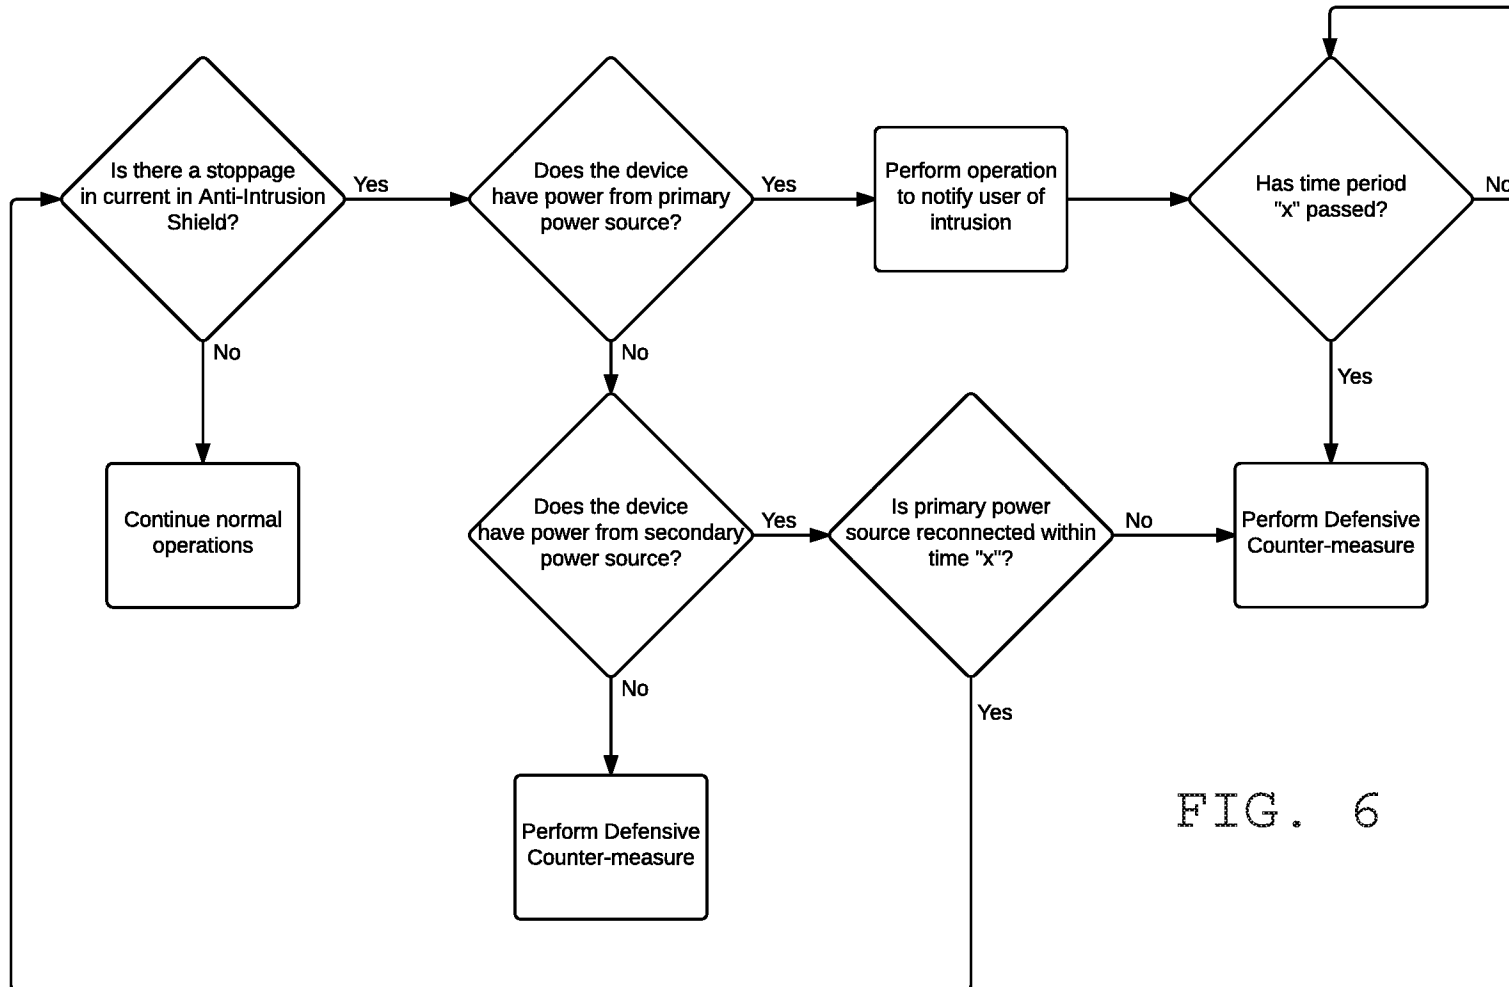 Is there a stoppage
in current in Anti-Intrusion
Shield?
Yes
No
Continue normal
operations
Does the device
have power from primary
power source?
Yes
No
Perform operation
to notify user of
intrusion
Has time period
"x" passed?
No
Yes
Does the device
have power from secondary
power source?
Yes
No
Is primary power
source reconnected within
time "x"?
No
Yes
Perform Defensive
Counter-measure
Perform Defensive
Counter-measure
FIG. 6